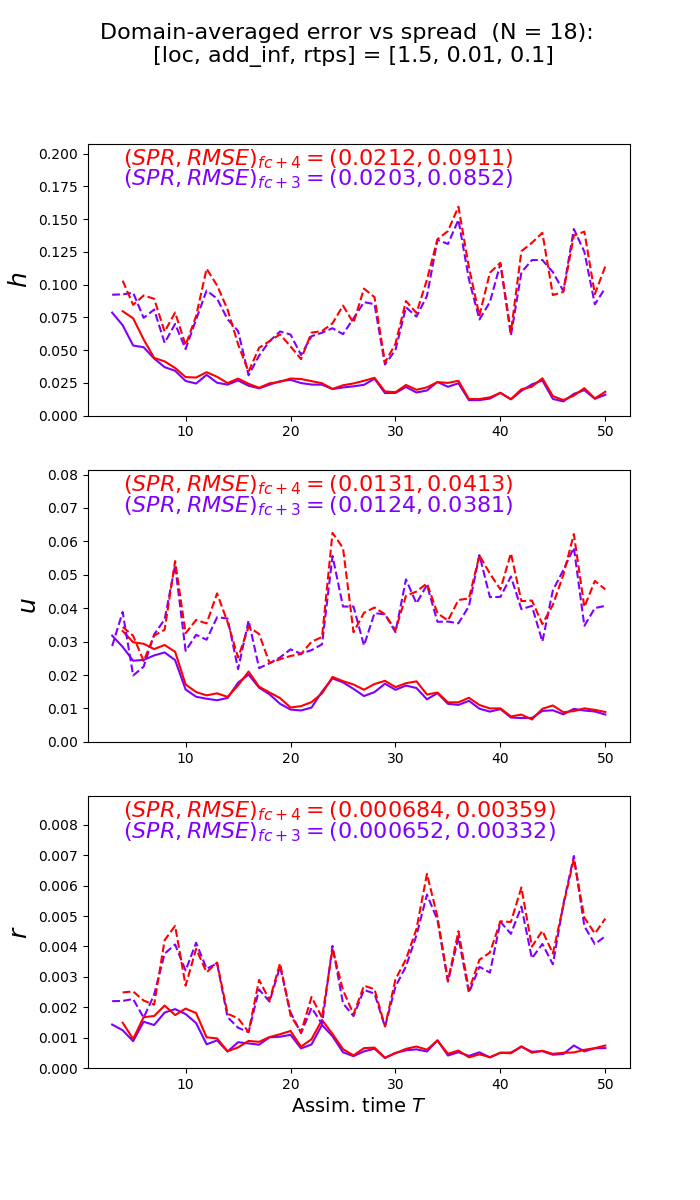 Domain-averaged error vs spread (N = 18):
[loc, add_inf, rtps] = [1.5, 0.01, 0.1]
(SPR, RMSE)fc+4 = (0.0212, 0.0911)
(SPR, RMSE)fc+3 = (0.0203, 0.0852)
h
0.200
0.175
0.150
0.125
0.100
0.075
0.050
0.025
0.000
10 20 30 40 50
(SPR, RMSE)fc+4 = (0.0131, 0.0413)
(SPR, RMSE)fc+3 = (0.0124, 0.0381)
u
0.08
0.07
0.06
0.05
0.04
0.03
0.02
0.01
0.00
10 20 30 40 50
(SPR, RMSE)fc+4 = (0.000684, 0.00359)
(SPR, RMSE)fc+3 = (0.000652, 0.00332)
r
0.008
0.007
0.006
0.005
0.004
0.003
0.002
0.001
0.000
10 20 30 40 50
Assim. time T